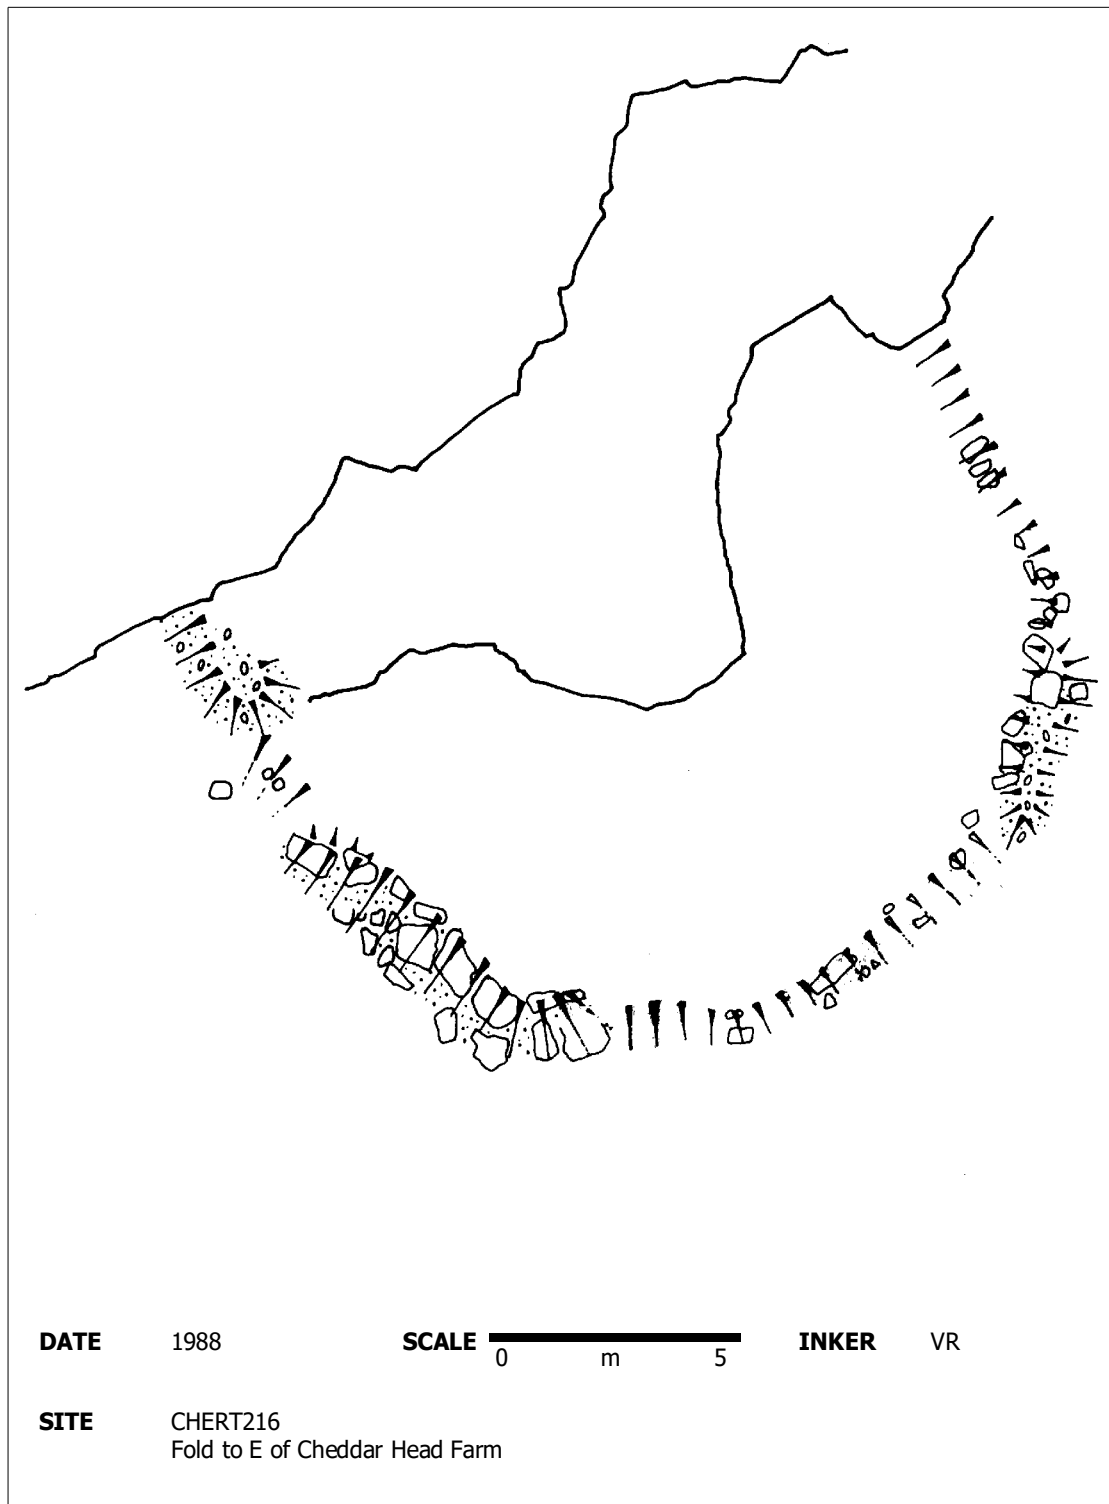 DATE 1988 SCALE INKER VR
0 m 5
SITE CHERT216
Fold to E of Cheddar Head Farm